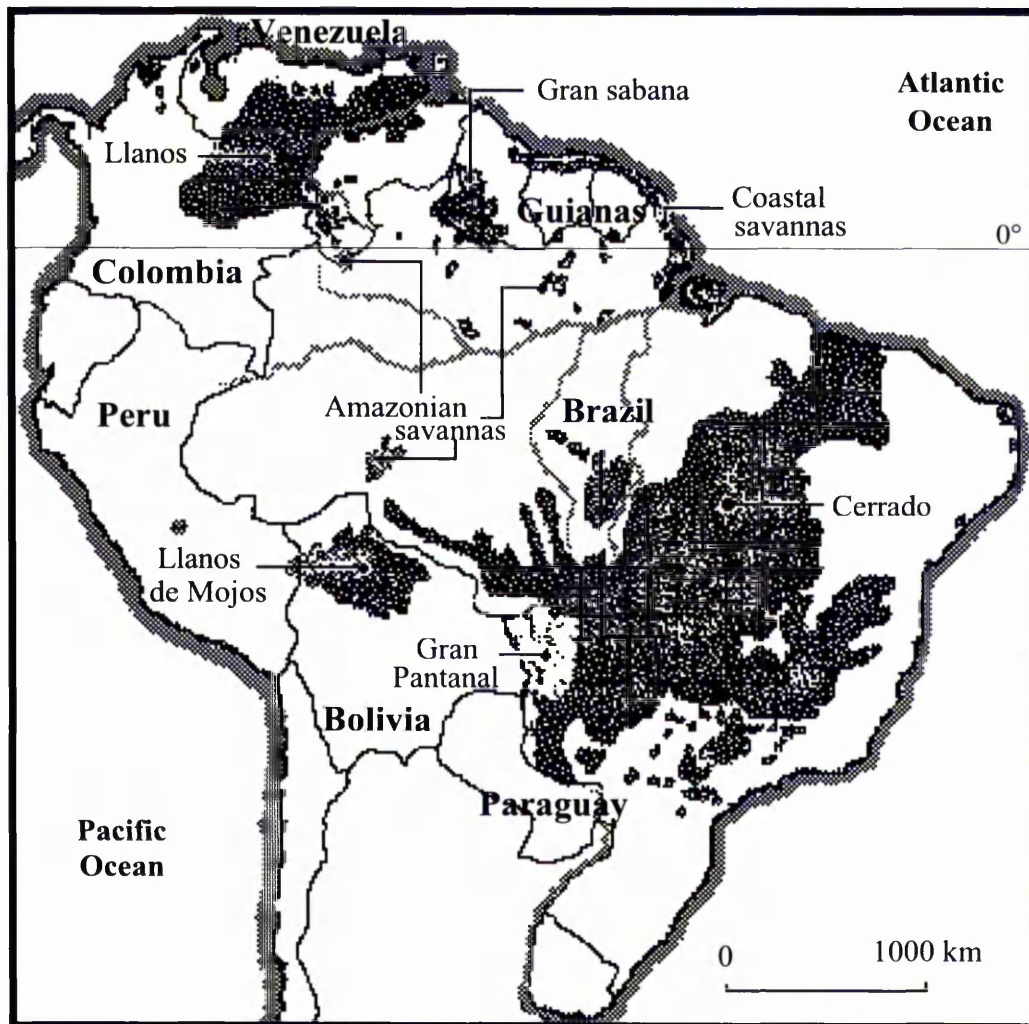 Venezuela
Gran sabana
Atlantic
Ocean
Llanos
Coastal
savannas
Guianas
0°
Colombia
Peru
Amazonian
savannas
Brazil
Cerrado
Llanos
de Mojos
Gran
Pantanal
Bolivia
Paraguay
Pacific
Ocean
0 1000 km